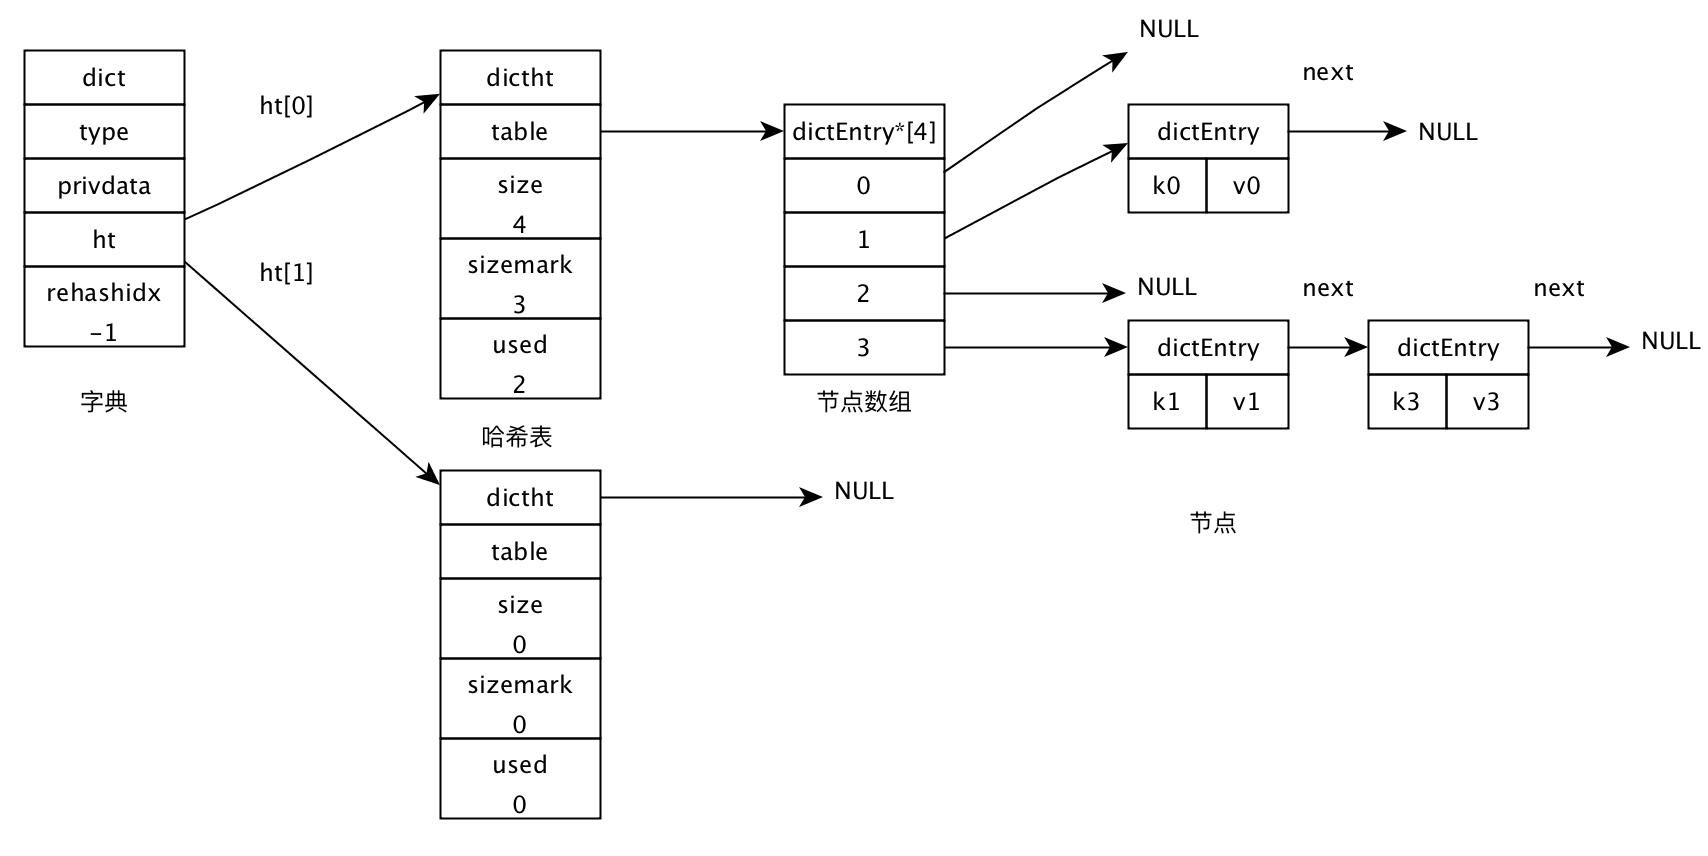 dict
type
privdata
ht
rehashidx
-1
字典
ht[0]
ht[1]
dictht
table
size
4
sizemark
3
used
2
哈希表
dictht
table
size
0
sizemark
0
used
0
NULL
dictEntry*[4]
0
1
2
3
节点数组
NULL
next
dictEntry
k0 v0
NULL
NULL
next
next
dictEntry
k1 v1
dictEntry
k3 v3
NULL
节点